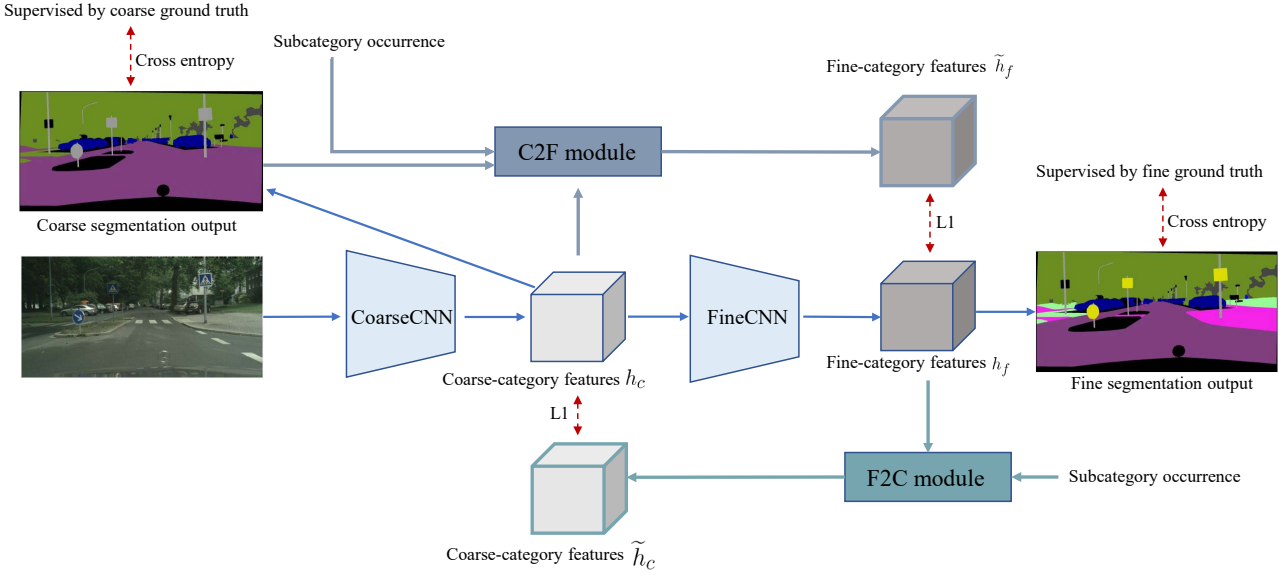 Supervised by coarse ground truth
Cross entropy
Subcategory occurrence
Fine-category features h̃_f
C2F module
L1
Supervised by fine ground truth
Cross entropy
Coarse segmentation output
CoarseCNN
FineCNN
Coarse-category features h_c
Fine-category features h_f
Fine segmentation output
L1
F2C module
Subcategory occurrence
Coarse-category features h̃_c